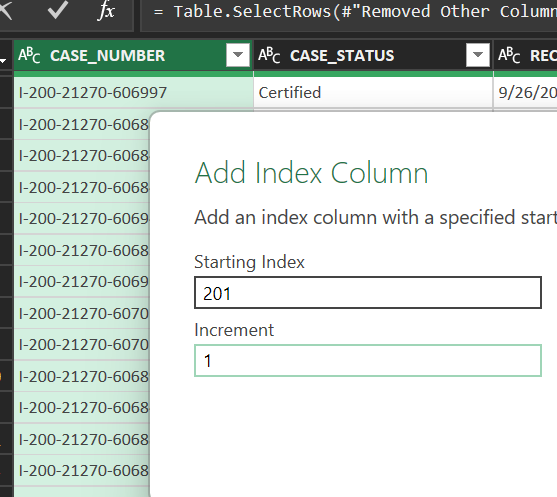 fx = Table.SelectRows(#"Removed Other Column
ABC CASE_NUMBER ABC CASE_STATUS ABC REC
I-200-21270-606997 Certified 9/26/20
I-200-21270-6068
I-200-21270-6068
I-200-21270-6068
I-200-21270-6069
I-200-21270-6068
I-200-21270-6069
I-200-21270-6070
I-200-21270-6070
I-200-21270-6068
I-200-21270-6068
I-200-21270-6068
I-200-21270-6068
Add Index Column
Add an index column with a specified start
Starting Index
201
Increment
1